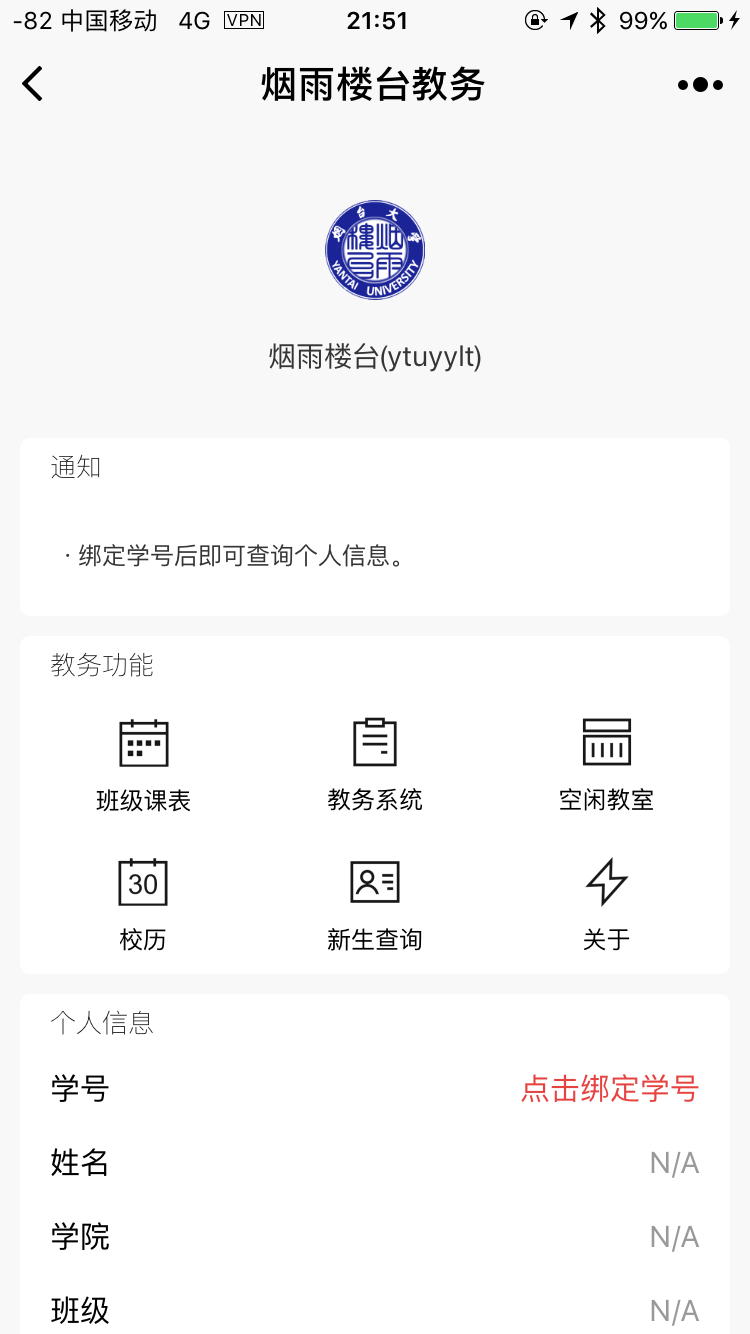 -82 中国移动 4G VPN 21:51 99%
烟雨楼台教务
烟台大学
樓烟
台雨
YANTAI UNIVERSITY
烟雨楼台(ytuyylt)
通知
· 绑定学号后即可查询个人信息。
教务功能
班级课表 教务系统 空闲教室
30
校历 新生查询 关于
个人信息
学号 点击绑定学号
姓名 N/A
学院 N/A
班级 N/A